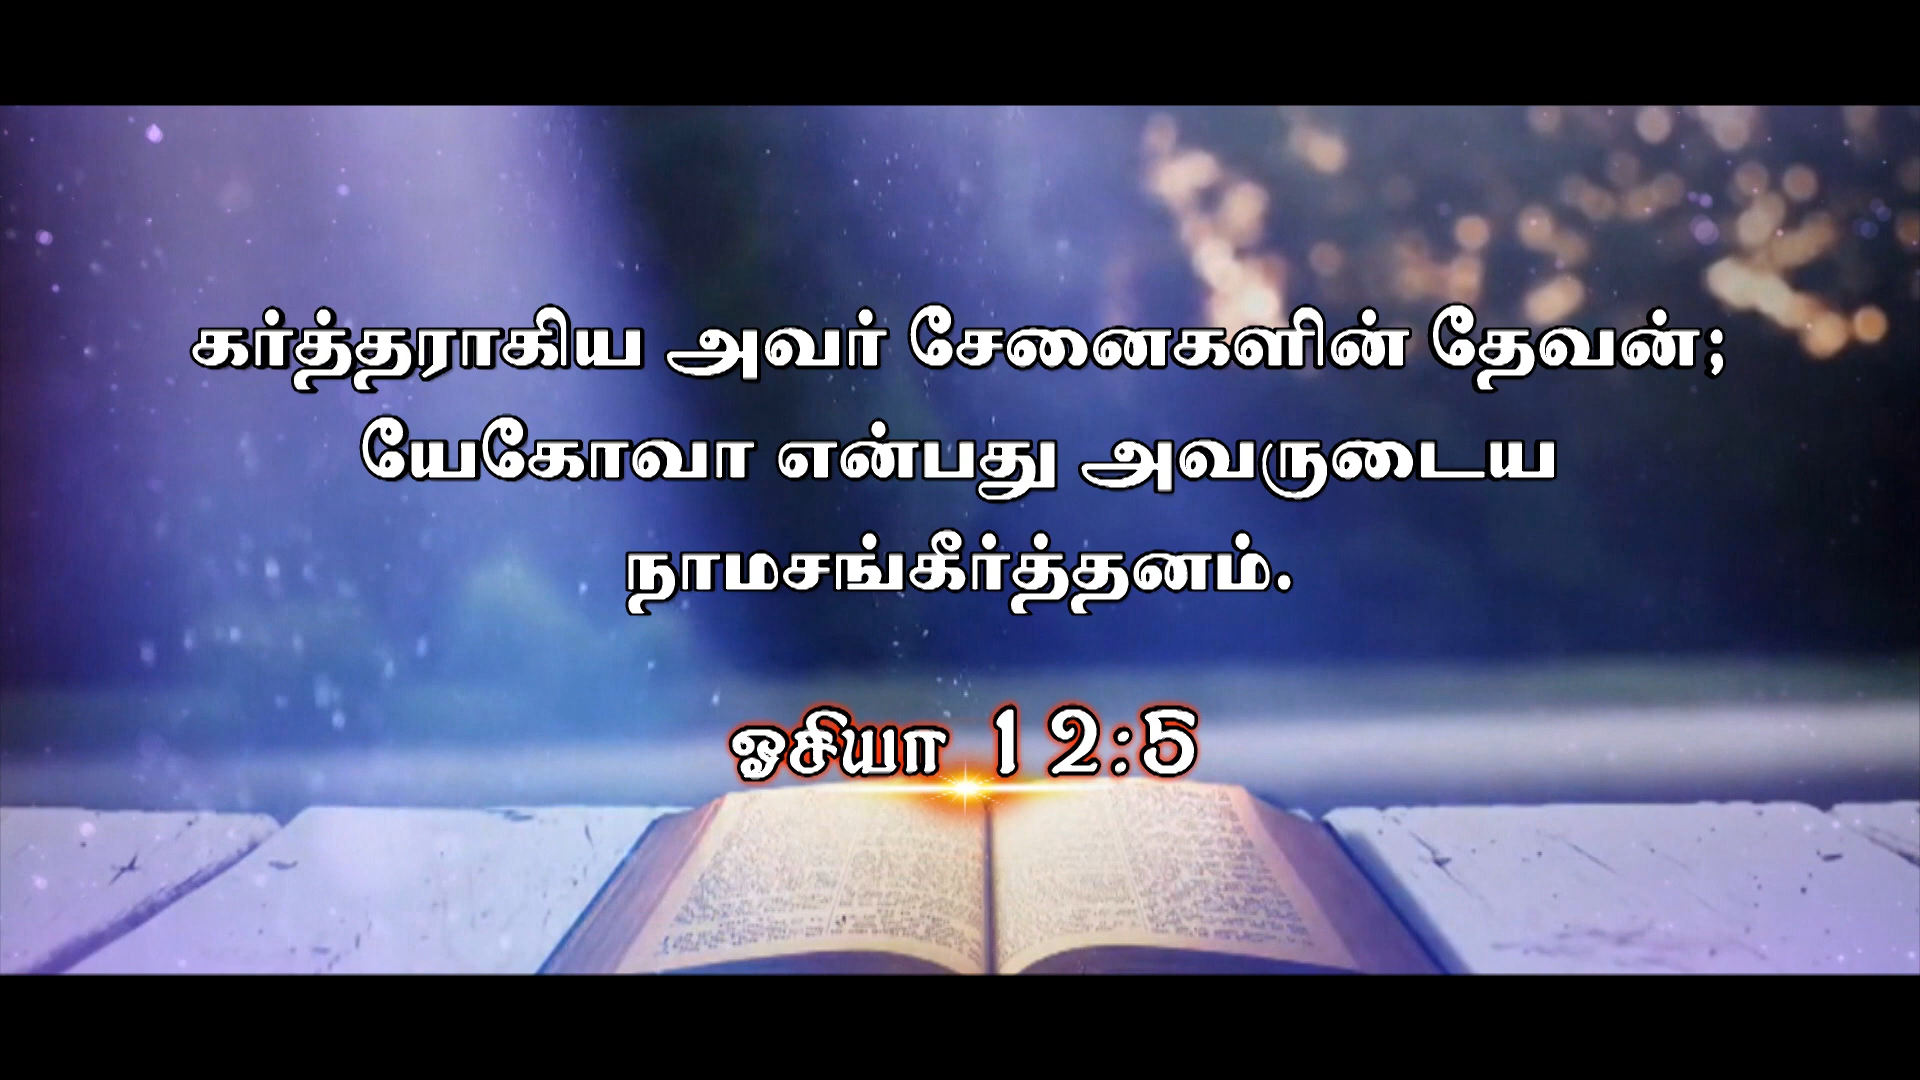 கர்த்தராகிய அவர் சேனைகளின் தேவன்;
யேகோவா என்பது அவருடைய
நாமசங்கீர்த்தனம்.
ஓசியா 12:5